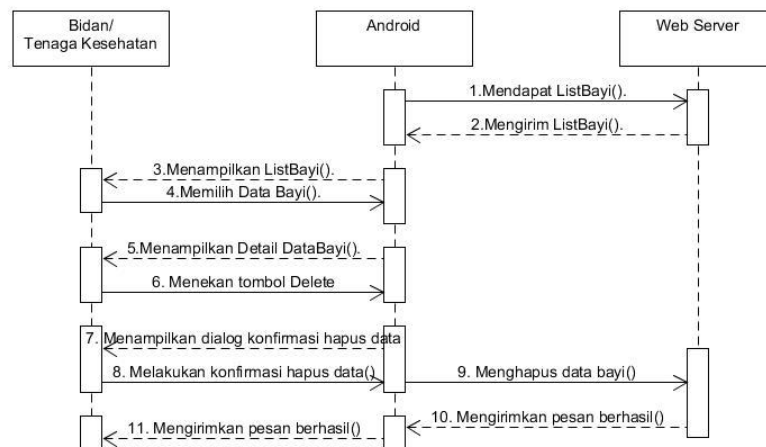 Bidan/
Tenaga Kesehatan
Android
Web Server
1.Mendapat ListBayi().
2.Mengirim ListBayi().
3.Menampilkan ListBayi().
4.Memilih Data Bayi().
5.Menampilkan Detail DataBayi().
6. Menekan tombol Delete
7. Menampilkan dialog konfirmasi hapus data
8. Melakukan konfirmasi hapus data()
9. Menghapus data bayi()
10. Mengirimkan pesan berhasil()
11. Mengirimkan pesan berhasil()